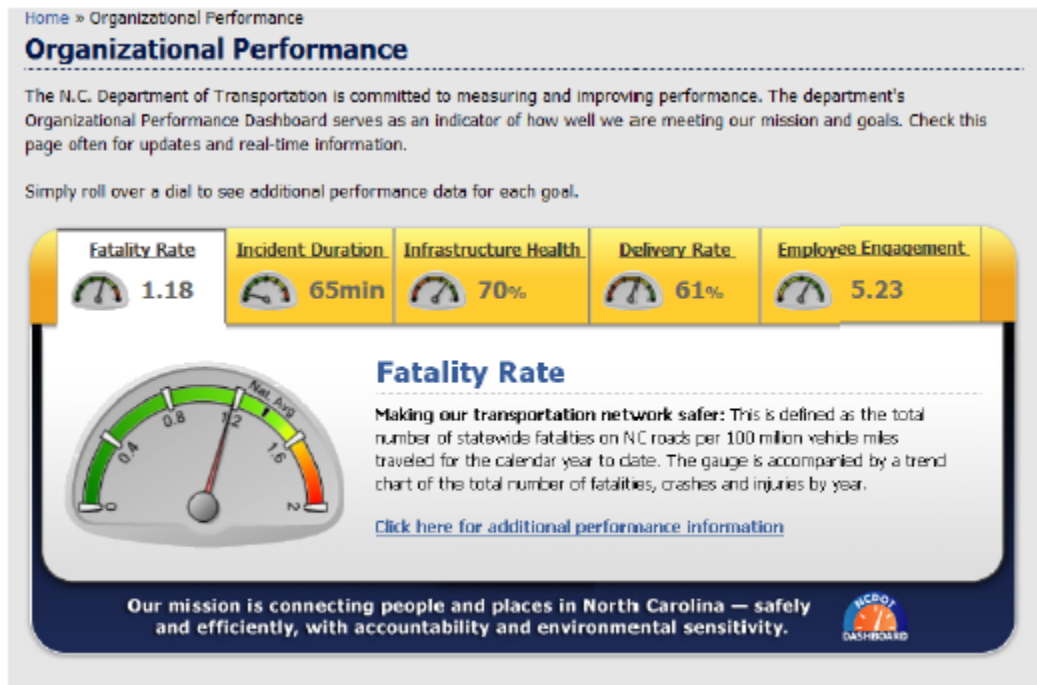 Home » Organizational Performance
Organizational Performance
The N.C. Department of Transportation is committed to measuring and improving performance. The department's
Organizational Performance Dashboard serves as an indicator of how well we are meeting our mission and goals. Check this
page often for updates and real-time information.
Simply roll over a dial to see additional performance data for each goal.
Fatality Rate
1.18
Incident Duration
65min
Infrastructure Health
70%
Delivery Rate
61%
Employee Engagement
5.23
0
0.4
0.8
1.2
Nat. Avg
1.6
2
Fatality Rate
Making our transportation network safer: This is defined as the total
number of statewide fatalities on NC roads per 100 million vehicle miles
traveled for the calendar year to date. The gauge is accompanied by a trend
chart of the total number of fatalities, crashes and injuries by year.
Click here for additional performance information
Our mission is connecting people and places in North Carolina — safely
and efficiently, with accountability and environmental sensitivity.
NCDOT
DASHBOARD